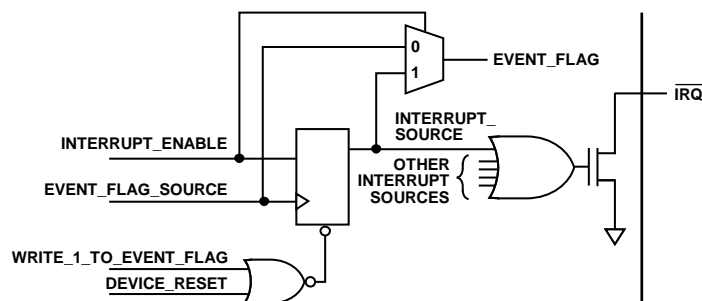 0
EVENT_FLAG
1
IRQ
INTERRUPT_
SOURCE
INTERRUPT_ENABLE
OTHER
INTERRUPT
SOURCES
EVENT_FLAG_SOURCE
WRITE_1_TO_EVENT_FLAG
DEVICE_RESET